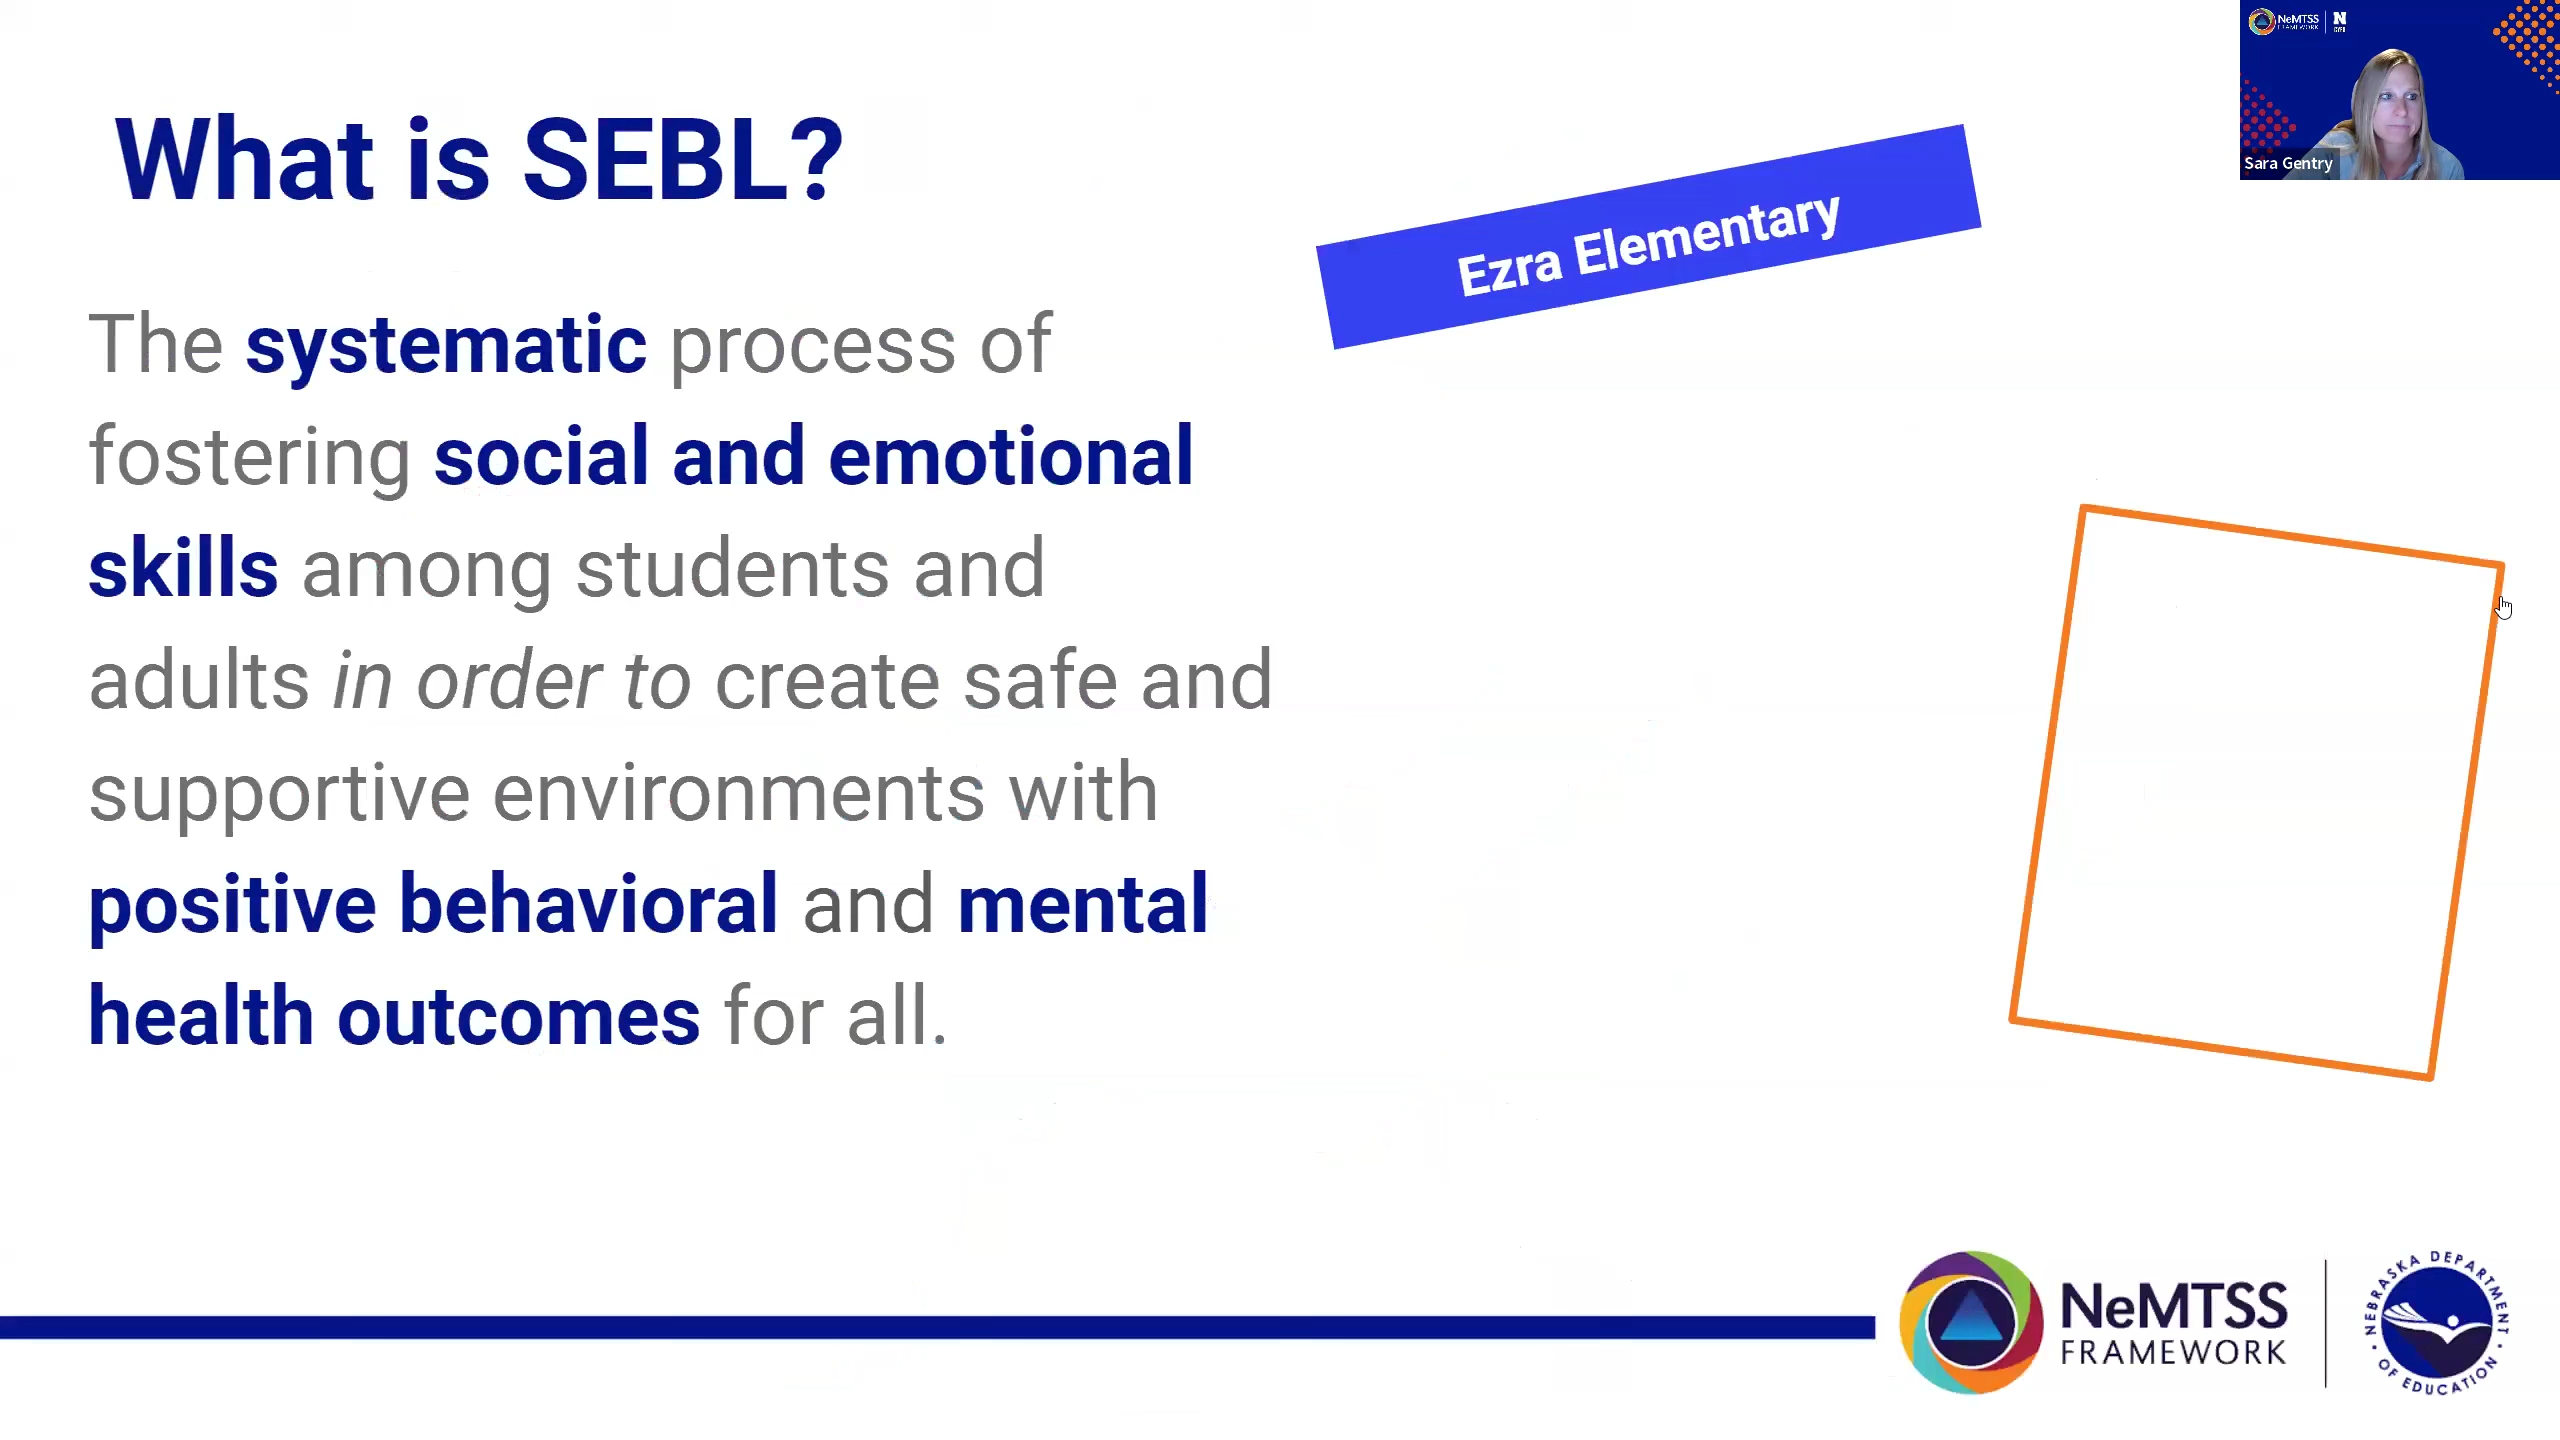 What is SEBL?
The systematic process of
fostering social and emotional
skills among students and
adults in order to create safe and
supportive environments with
positive behavioral and mental
health outcomes for all.
Ezra Elementary
NeMTSS
FRAMEWORK
N
Sara Gentry
NeMTSS
FRAMEWORK
NEBRASKA DEPARTMENT
OF EDUCATION